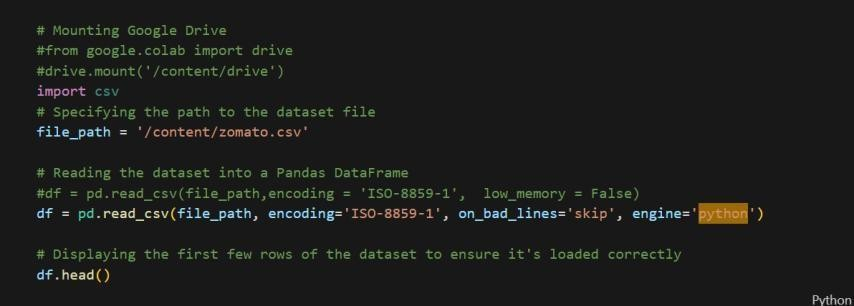 # Mounting Google Drive
#from google.colab import drive
#drive.mount('/content/drive')
import csv
# Specifying the path to the dataset file
file_path = '/content/zomato.csv'
# Reading the dataset into a Pandas DataFrame
#df = pd.read_csv(file_path,encoding = 'ISO-8859-1',  low_memory = False)
df = pd.read_csv(file_path, encoding='ISO-8859-1', on_bad_lines='skip', engine='python')
# Displaying the first few rows of the dataset to ensure it's loaded correctly
df.head()
Python